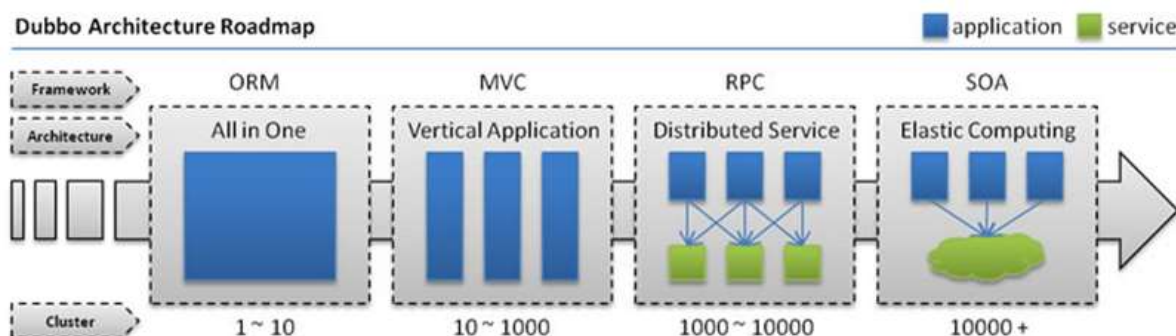 Dubbo Architecture Roadmap
application
service
Framework
ORM
MVC
RPC
SOA
Architecture
All in One
Vertical Application
Distributed Service
Elastic Computing
Cluster
1 ~ 10
10 ~ 1000
1000 ~ 10000
10000 +